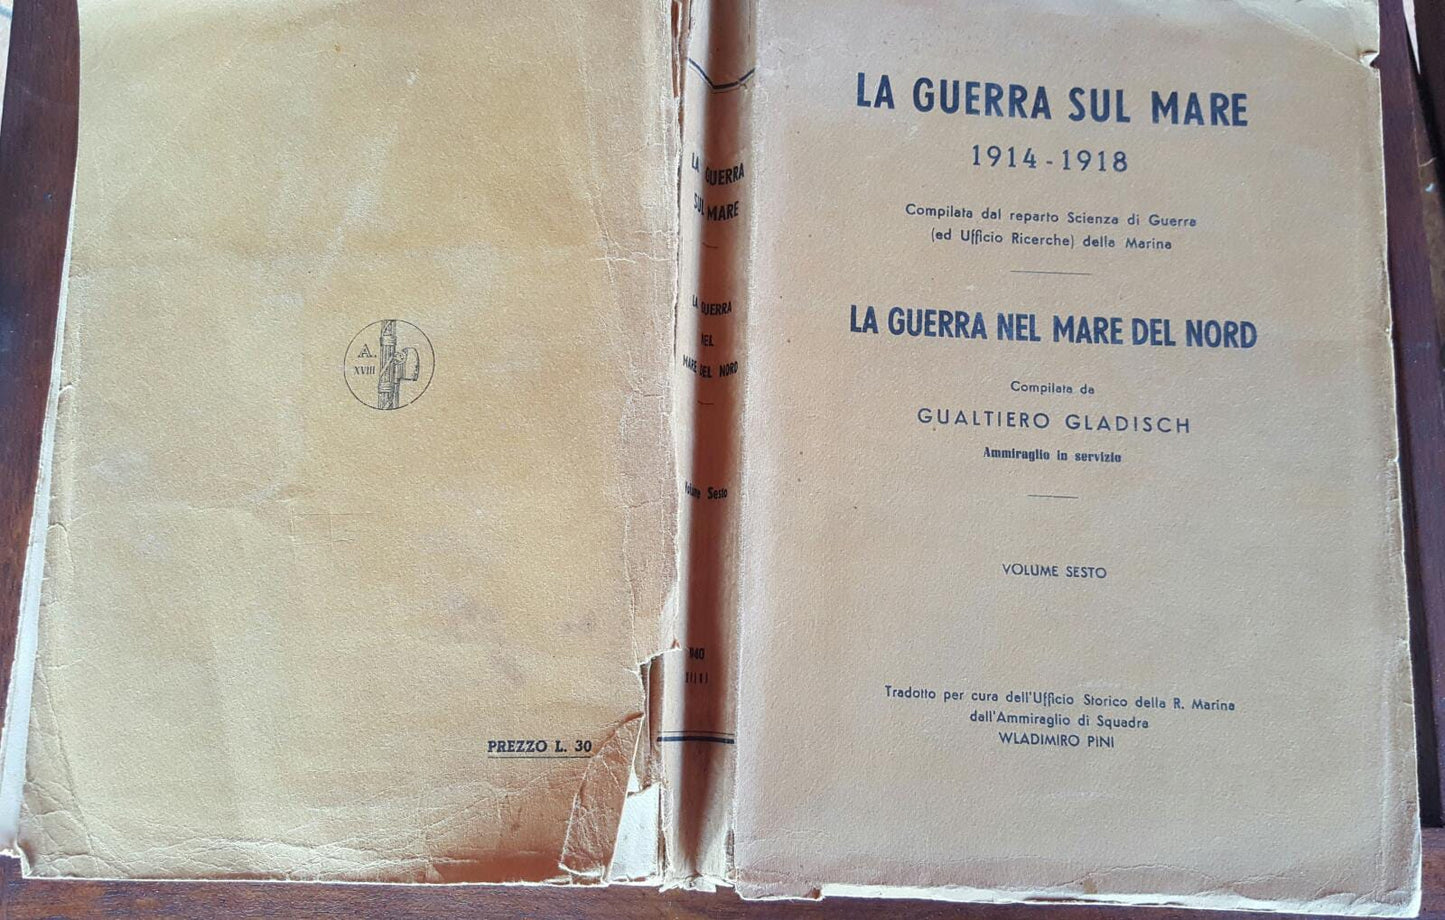 A.
XVIII
PREZZO L. 30
LA GUERRA
SUL MARE
LA GUERRA
NEL
MARE DEL NORD
Volume Sesto
LA GUERRA SUL MARE
1914 - 1918
Compilata dal reparto Scienza di Guerra
(ed Ufficio Ricerche) della Marina
LA GUERRA NEL MARE DEL NORD
Compilata da
GUALTIERO GLADISCH
Ammiraglio in servizio
VOLUME SESTO
Tradotto per cura dell'Ufficio Storico della R. Marina
dall'Ammiraglio di Squadra
WLADIMIRO PINI